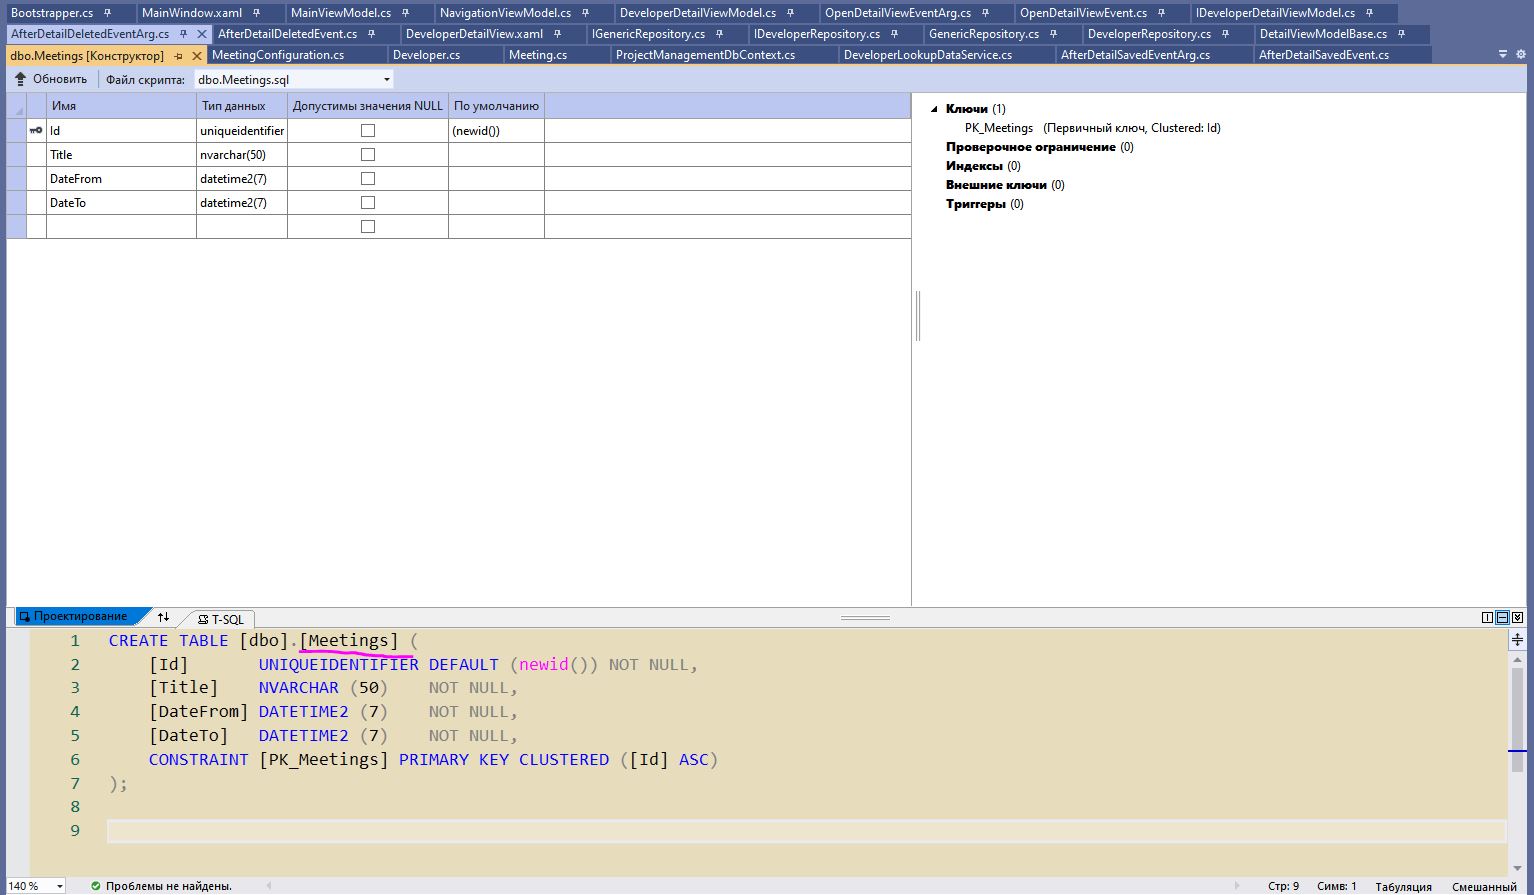 Bootstrapper.cs MainWindow.xaml MainViewModel.cs NavigationViewModel.cs DeveloperDetailViewModel.cs OpenDetailViewEventArg.cs OpenDetailViewEvent.cs IDeveloperDetailViewModel.cs
AfterDetailDeletedEventArg.cs AfterDetailDeletedEvent.cs DeveloperDetailView.xaml IGenericRepository.cs IDeveloperRepository.cs GenericRepository.cs DeveloperRepository.cs DetailViewModelBase.cs
dbo.Meetings [Конструктор] MeetingConfiguration.cs Developer.cs Meeting.cs ProjectManagementDbContext.cs DeveloperLookupDataService.cs AfterDetailSavedEventArg.cs AfterDetailSavedEvent.cs
Обновить Файл скрипта: dbo.Meetings.sql
Имя Тип данных Допустимы значения NULL По умолчанию
Id uniqueidentifier (newid())
Title nvarchar(50)
DateFrom datetime2(7)
DateTo datetime2(7)
Ключи (1)
PK_Meetings (Первичный ключ, Clustered: Id)
Проверочное ограничение (0)
Индексы (0)
Внешние ключи (0)
Триггеры (0)
Проектирование T-SQL
1 CREATE TABLE [dbo].[Meetings] (
2 [Id] UNIQUEIDENTIFIER DEFAULT (newid()) NOT NULL,
3 [Title] NVARCHAR (50) NOT NULL,
4 [DateFrom] DATETIME2 (7) NOT NULL,
5 [DateTo] DATETIME2 (7) NOT NULL,
6 CONSTRAINT [PK_Meetings] PRIMARY KEY CLUSTERED ([Id] ASC)
7 );
8
9
140 % Проблемы не найдены. Стр: 9 Симв: 1 Табуляция Смешанный